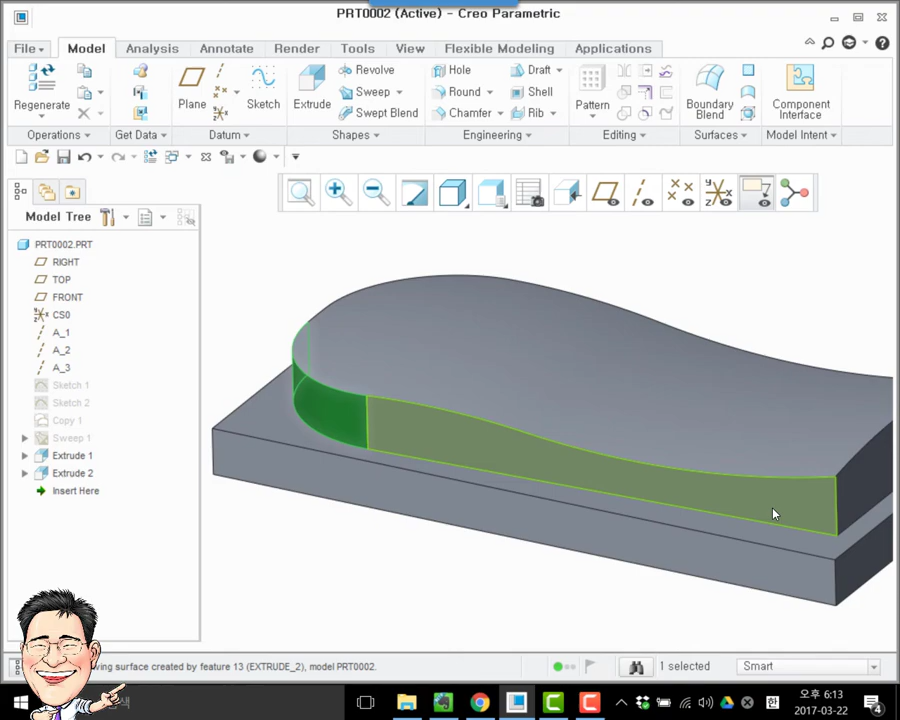 PRT0002 (Active) - Creo Parametric
File
Model
Analysis
Annotate
Render
Tools
View
Flexible Modeling
Applications
Regenerate
Plane
Sketch
Extrude
Revolve
Sweep
Swept Blend
Hole
Round
Chamfer
Draft
Shell
Rib
Pattern
Boundary
Blend
Component
Interface
Operations
Get Data
Datum
Shapes
Engineering
Editing
Surfaces
Model Intent
Model Tree
PRT0002.PRT
RIGHT
TOP
FRONT
CS0
A_1
A_2
A_3
Sketch 1
Sketch 2
Copy 1
Sweep 1
Extrude 1
Extrude 2
Insert Here
ving surface created by feature 13 (EXTRUDE_2), model PRT0002.
1 selected
Smart
색
한
오후 6:13
2017-03-22
4